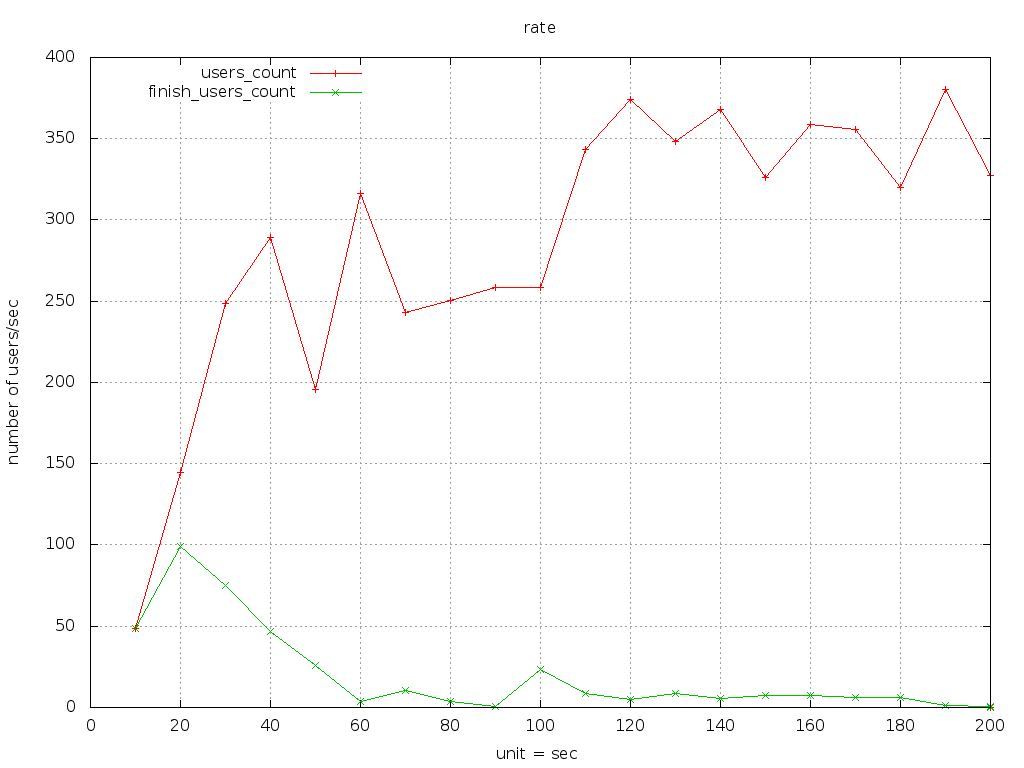 rate
400
350
300
250
200
150
100
50
0
users_count
finish_users_count
number of users/sec
0 20 40 60 80 100 120 140 160 180 200
unit = sec